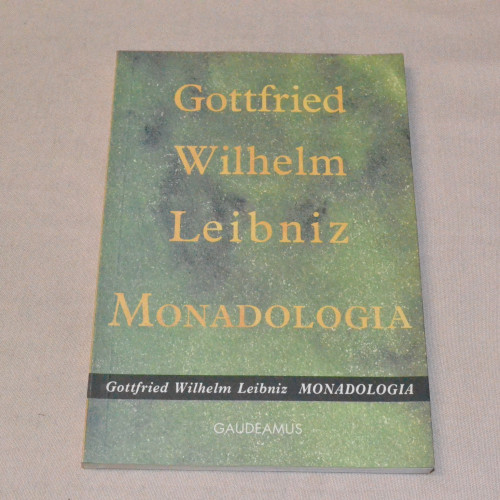 Gottfried
Wilhelm
Leibniz
MONADOLOGIA
Gottfried Wilhelm Leibniz MONADOLOGIA
GAUDEAMUS